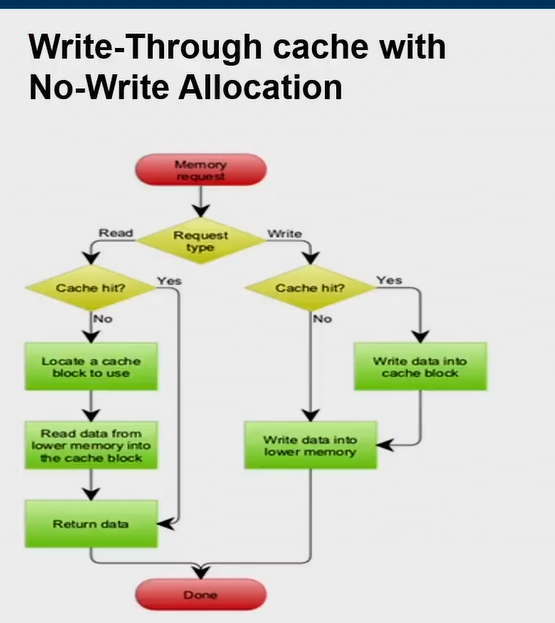 Write-Through cache with
No-Write Allocation
Memory
request
Read
Request
type
Write
Cache hit?
Yes
Cache hit?
Yes
No
No
Locate a cache
block to use
Write data into
cache block
Read data from
lower memory into
the cache block
Write data into
lower memory
Return data
Done